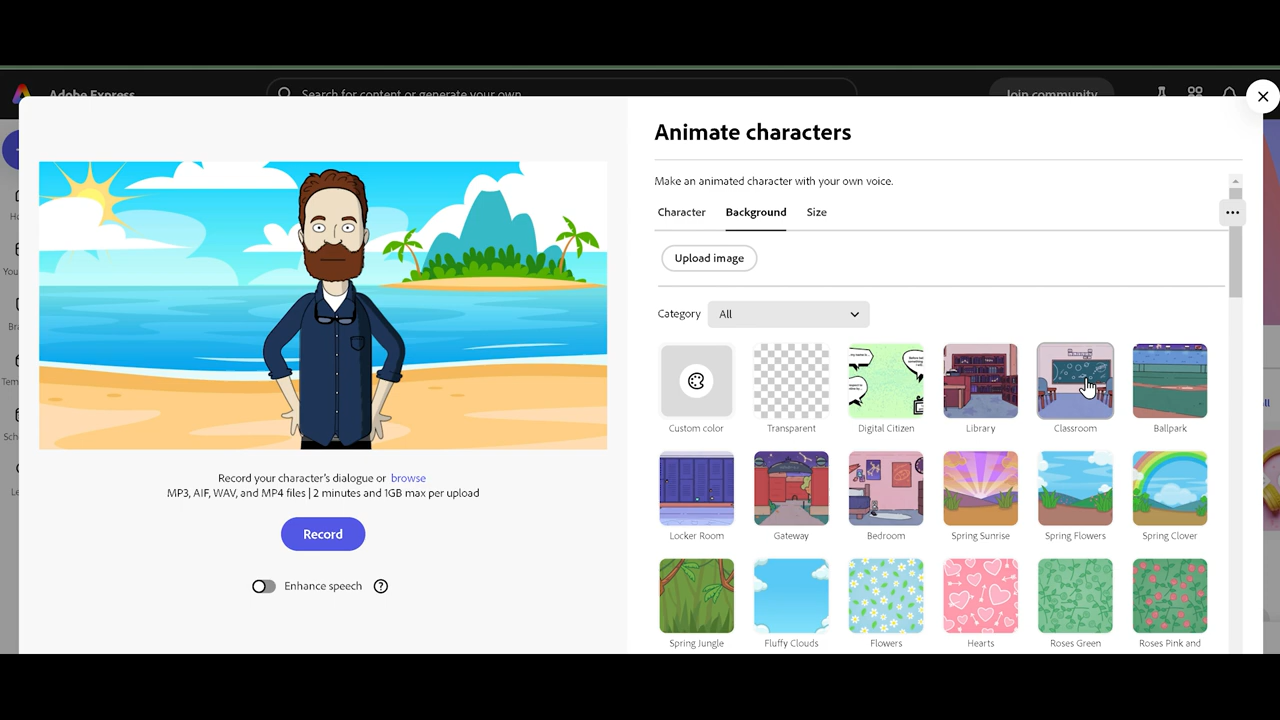 Adobe Express
Search for content or generate your own
Join community
Animate characters
Make an animated character with your own voice.
Character Background Size
Upload image
Category All
Custom color Transparent Digital Citizen Library Classroom Ballpark
Locker Room Gateway Bedroom Spring Sunrise Spring Flowers Spring Clover
Spring Jungle Fluffy Clouds Flowers Hearts Roses Green Roses Pink and
Record your character's dialogue or browse
MP3, AIF, WAV, and MP4 files | 2 minutes and 1GB max per upload
Record
Enhance speech ?